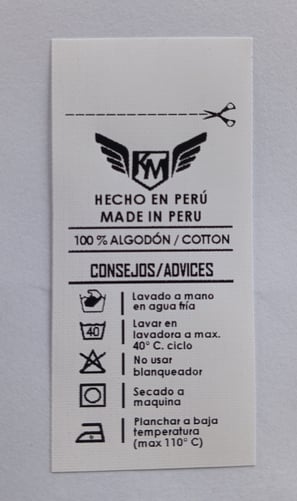 KM
HECHO EN PERÚ
MADE IN PERU
100 % ALGODÓN / COTTON
CONSEJOS/ADVICES
Lavado a mano
en agua fría
40
Lavar en
lavadora a max.
40° C. ciclo
No usar
blanqueador
Secado a
maquina
Planchar a baja
temperatura
(max 110° C)